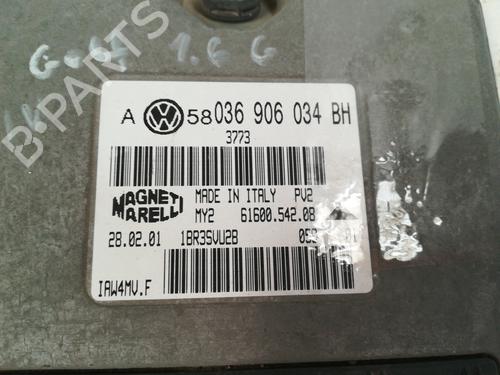 Golf 1.6 G
B-PARTS
A 58 036 906 034 BH
3773
MAGNETI MARELLI
MADE IN ITALY PV2
MY2 61600.542.08
28.02.01 1BR3SVU2B
IAW4MV.F